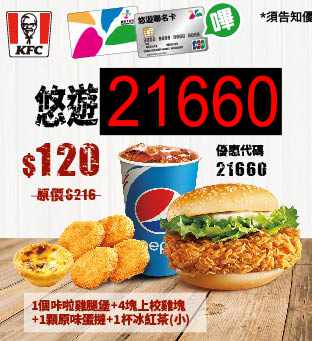 KFC
悠遊聯名卡
嗶
*須告知優
悠遊 21660
$120
原價$216
優惠代碼
21660
pep
1個咔啦雞腿堡+4塊上校雞塊
+1顆原味蛋撻+1杯冰紅茶(小)